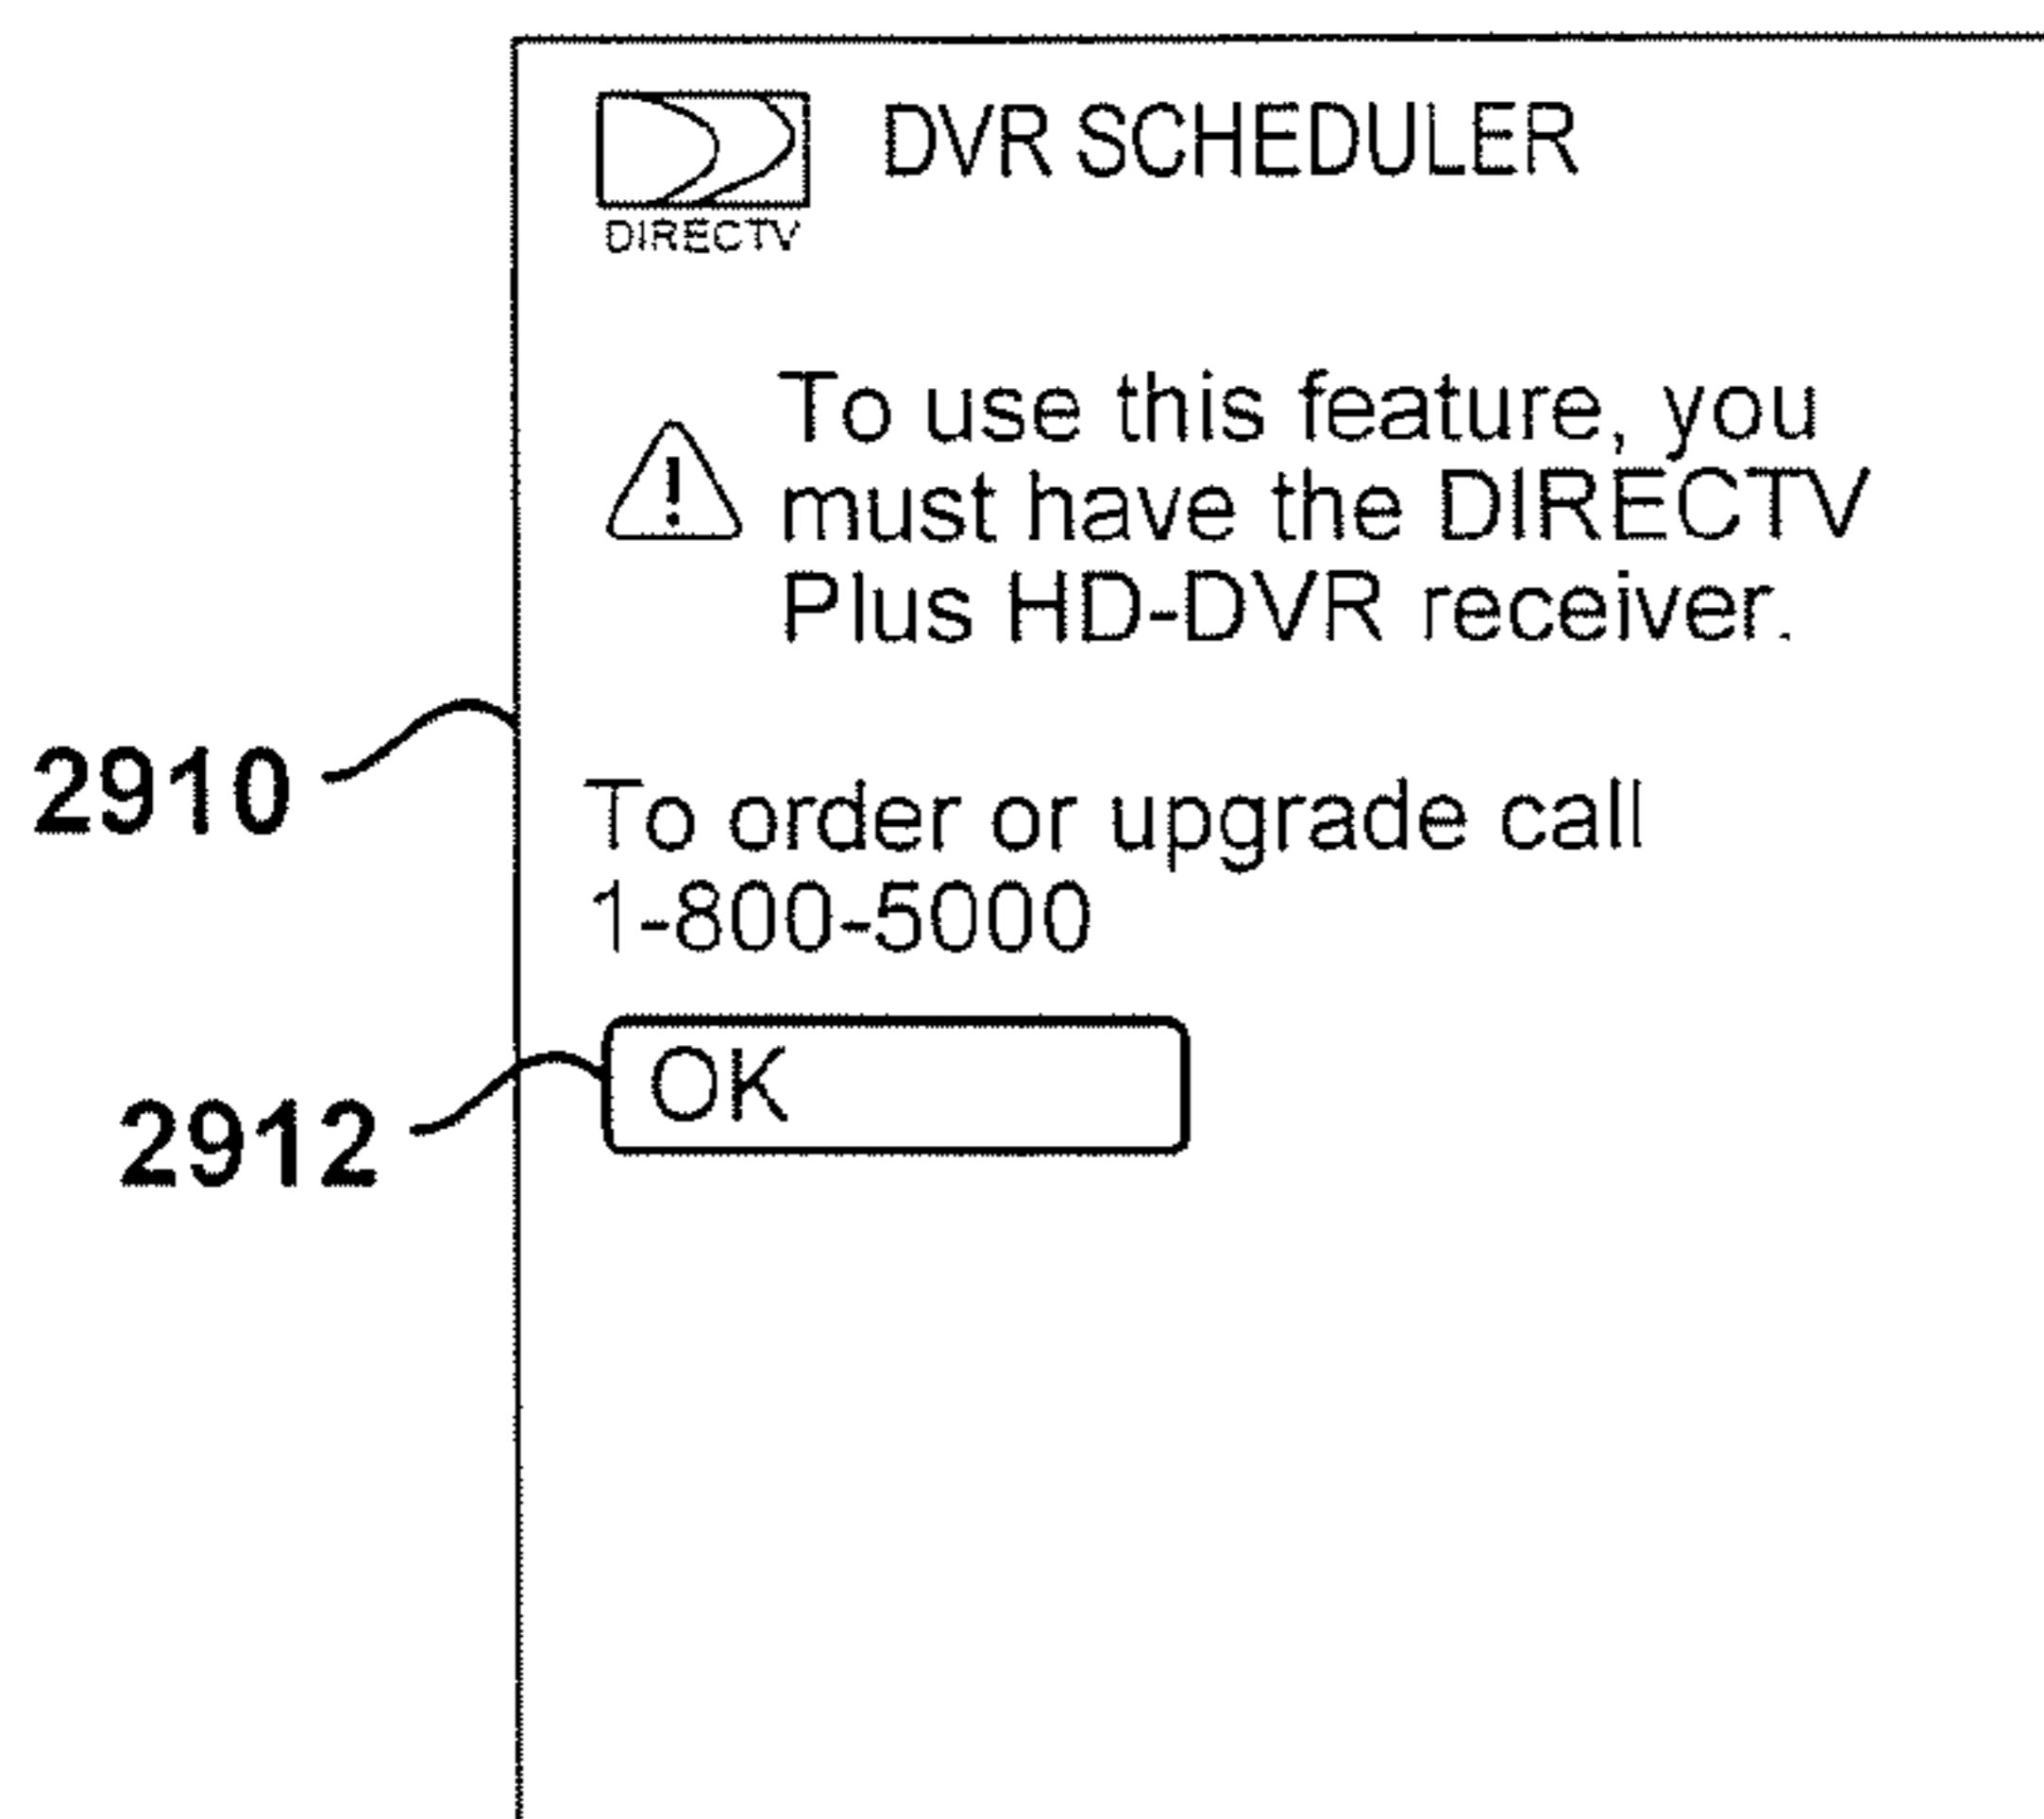 DVR SCHEDULER
DIRECTV
To use this feature, you
must have the DIRECTV
Plus HD-DVR receiver.
2910
To order or upgrade call
1-800-5000
OK
2912